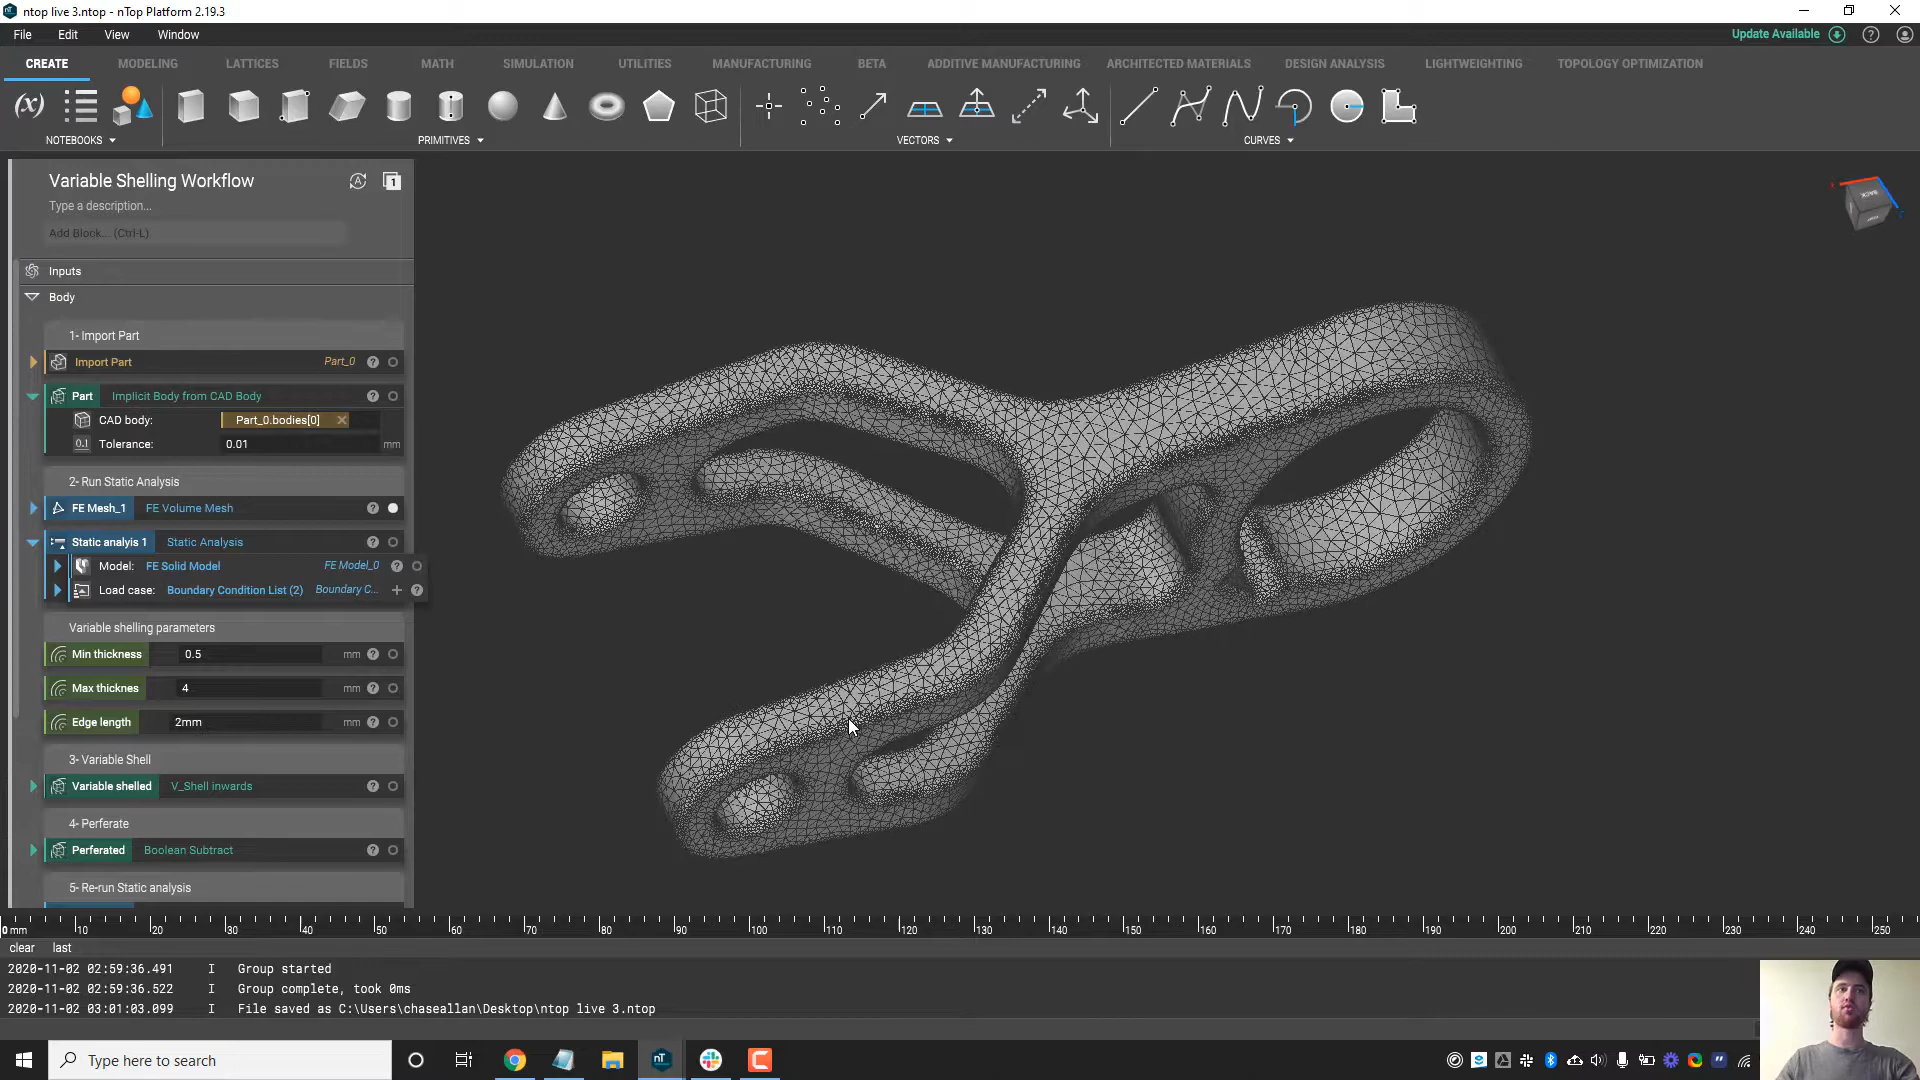 ntop live 3.ntop - nTop Platform 2.19.3
File Edit View Window
Update Available
CREATE MODELING LATTICES FIELDS MATH SIMULATION UTILITIES MANUFACTURING BETA ADDITIVE MANUFACTURING ARCHITECTED MATERIALS DESIGN ANALYSIS LIGHTWEIGHTING TOPOLOGY OPTIMIZATION
(x)
NOTEBOOKS PRIMITIVES VECTORS CURVES
Variable Shelling Workflow
1
Type a description...
Add Block... (Ctrl-L)
Inputs
Body
1- Import Part
Import Part Part_0
Part Implicit Body from CAD Body
CAD body: Part_0.bodies[0]
0.1 Tolerance: 0.01 mm
2- Run Static Analysis
FE Mesh_1 FE Volume Mesh
Static analyis 1 Static Analysis
Model: FE Solid Model FE Model_0
Load case: Boundary Condition List (2) Boundary C...
Variable shelling parameters
Min thickness 0.5 mm
Max thicknes 4 mm
Edge length 2mm mm
3- Variable Shell
Variable shelled V_Shell inwards
4- Perferate
Perferated Boolean Subtract
5- Re-run Static analysis
BACK
0 mm 10 20 30 40 50 60 70 80 90 100 110 120 130 140 150 160 170 180 190 200 210 220 230 240 250
clear last
2020-11-02 02:59:36.491 I Group started
2020-11-02 02:59:36.522 I Group complete, took 0ms
2020-11-02 03:01:03.099 I File saved as C:\Users\chaseallan\Desktop\ntop live 3.ntop
Type here to search
nT